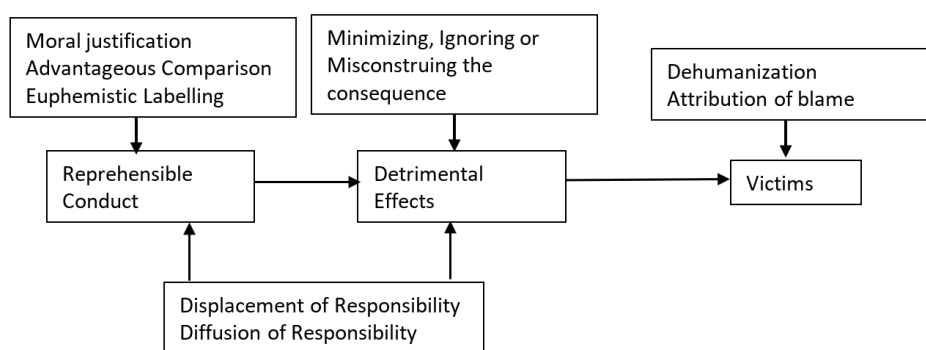 Moral justification
Advantageous Comparison
Euphemistic Labelling
Minimizing, Ignoring or
Misconstruing the
consequence
Dehumanization
Attribution of blame
Reprehensible
Conduct
Detrimental
Effects
Victims
Displacement of Responsibility
Diffusion of Responsibility